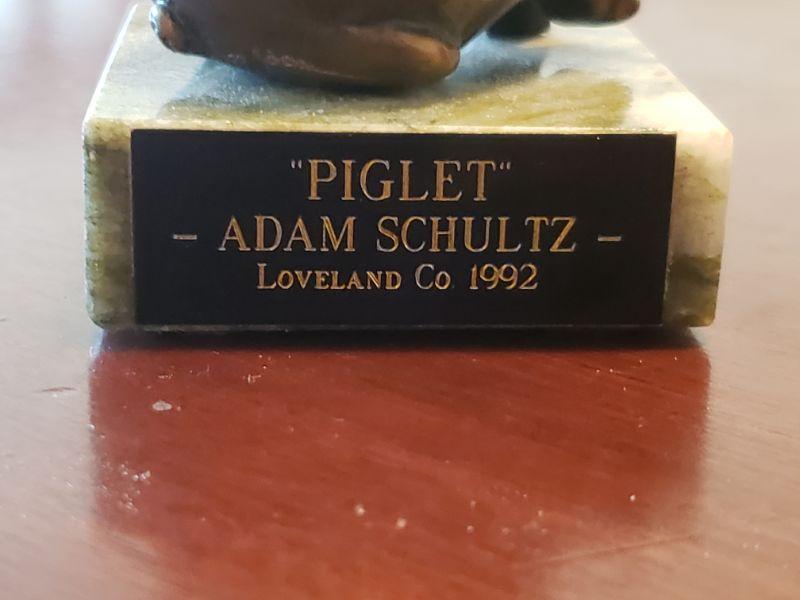 "PIGLET"
- ADAM SCHULTZ -
LOVELAND CO 1992